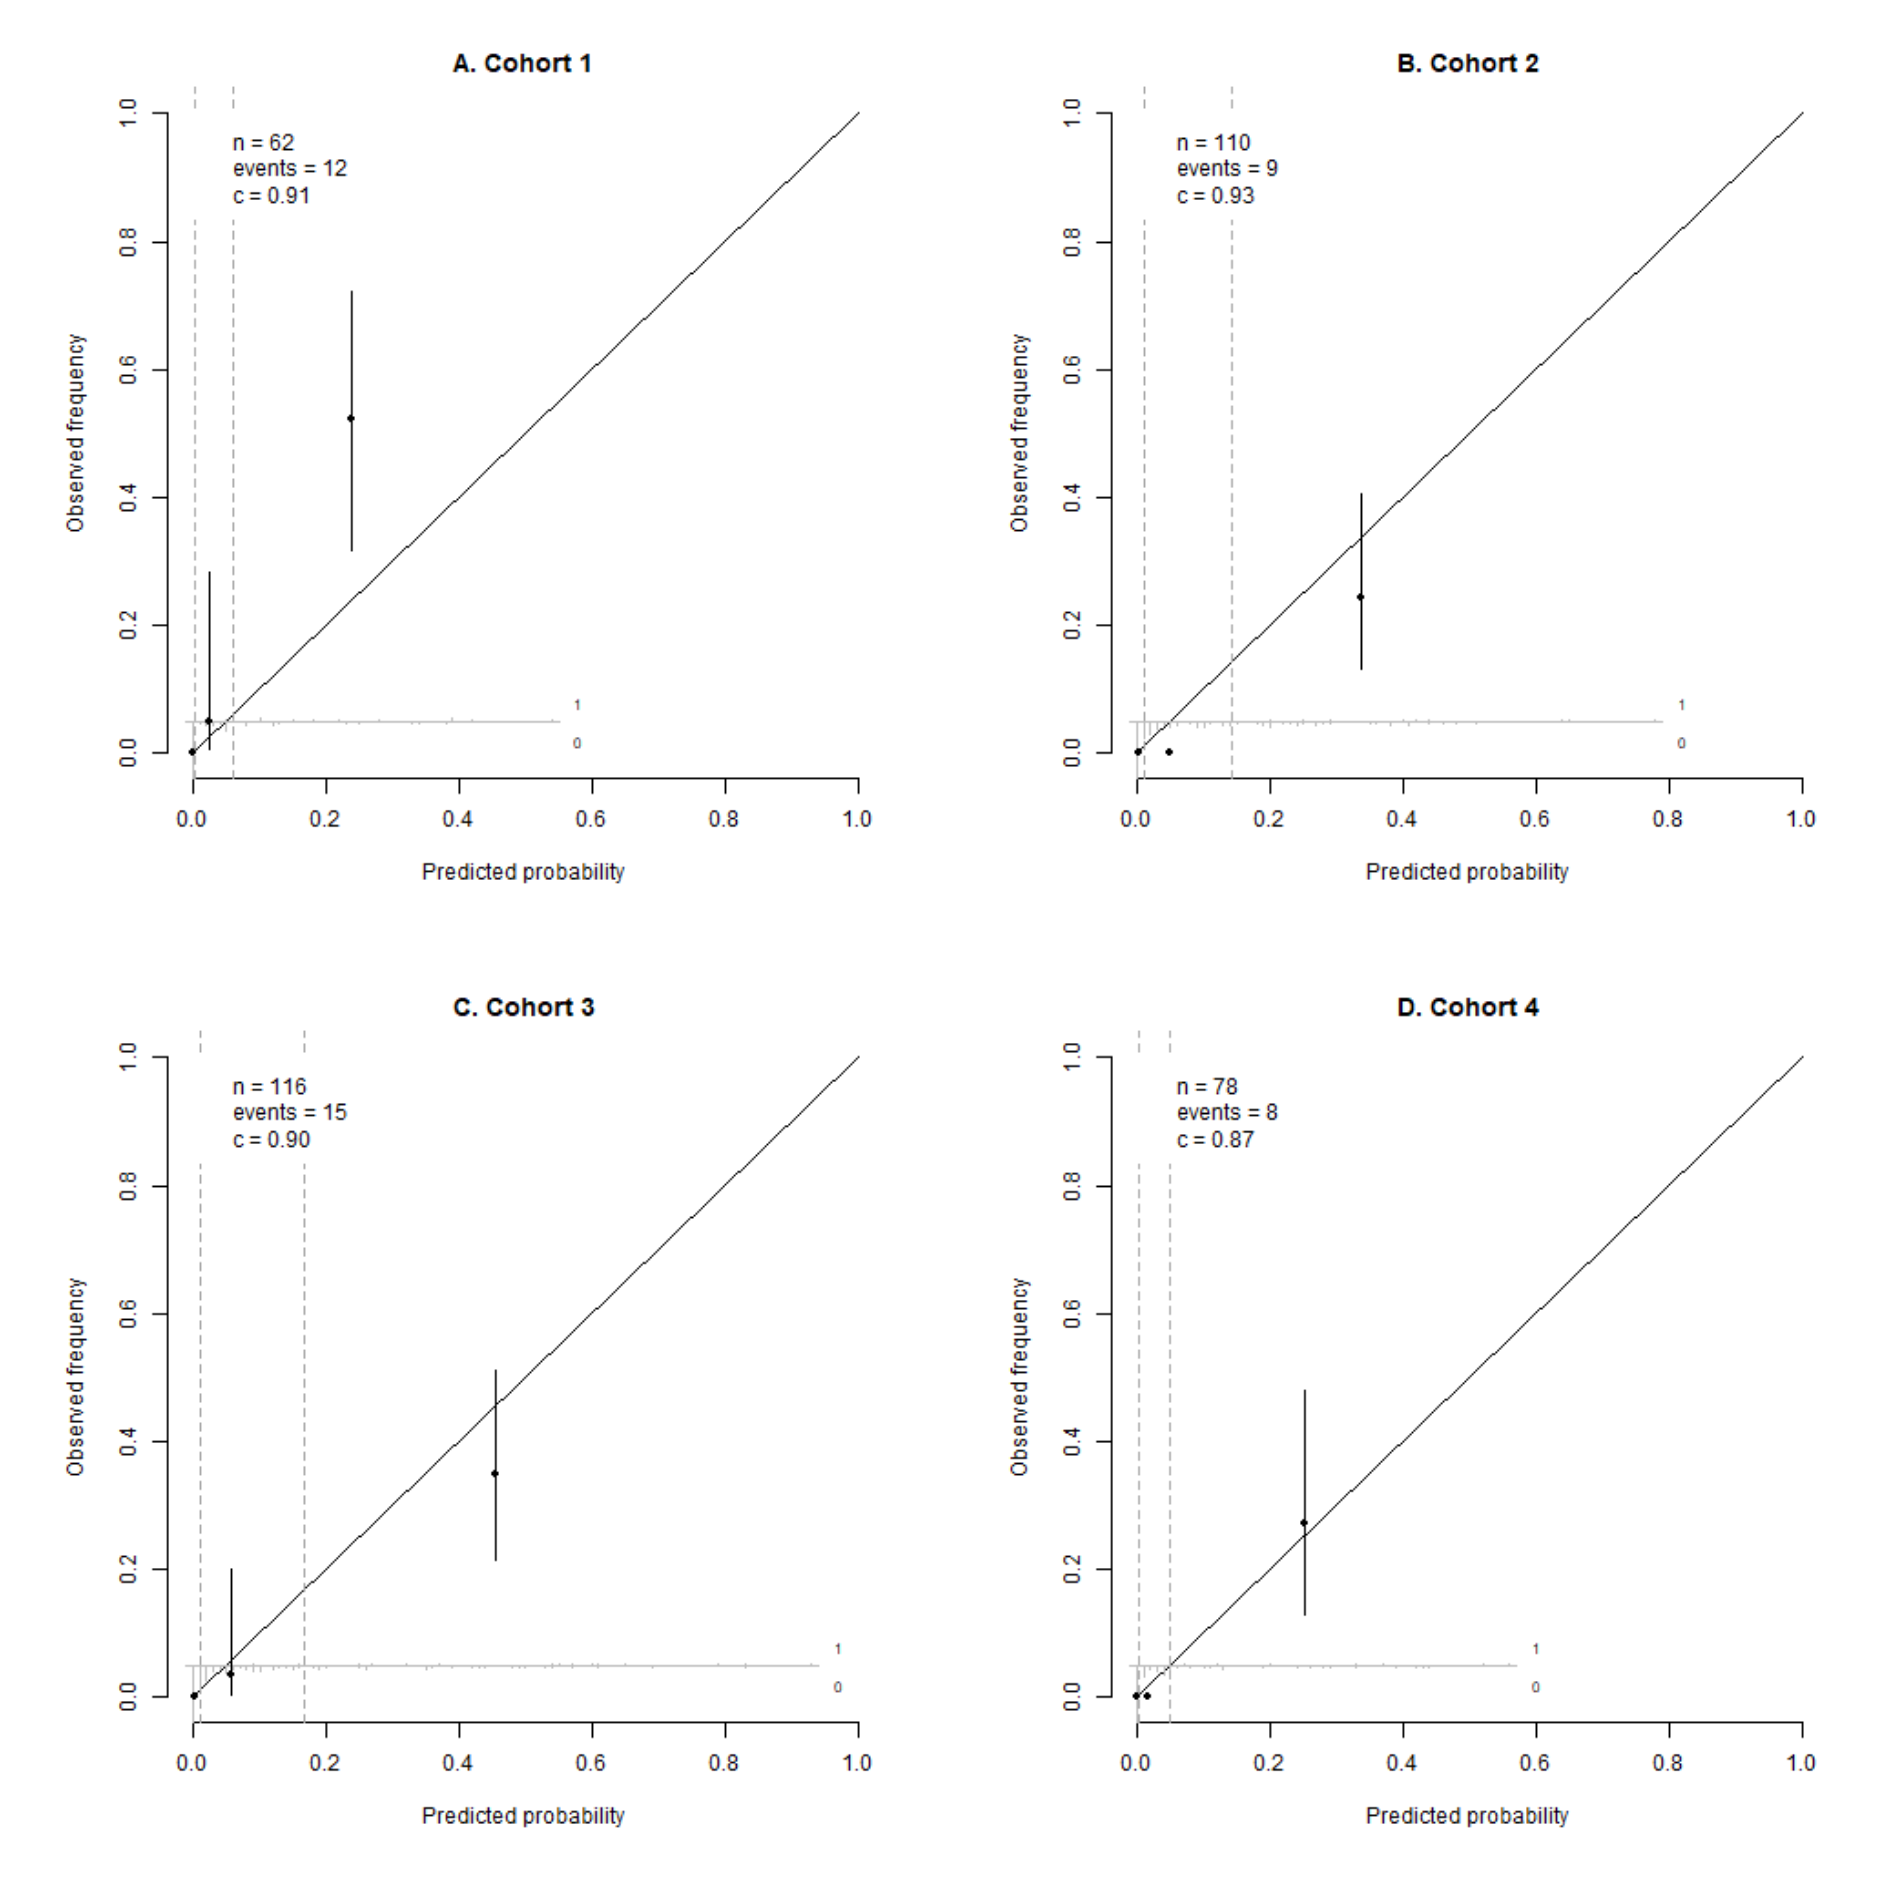 A. Cohort 1
n = 62
events = 12
c = 0.91
1.0
0.8
0.6
0.4
0.2
0.0
Observed frequency
1
0
0.0 0.2 0.4 0.6 0.8 1.0
Predicted probability
B. Cohort 2
n = 110
events = 9
c = 0.93
1.0
0.8
0.6
0.4
0.2
0.0
Observed frequency
1
0
0.0 0.2 0.4 0.6 0.8 1.0
Predicted probability
C. Cohort 3
n = 116
events = 15
c = 0.90
1.0
0.8
0.6
0.4
0.2
0.0
Observed frequency
1
0
0.0 0.2 0.4 0.6 0.8 1.0
Predicted probability
D. Cohort 4
n = 78
events = 8
c = 0.87
1.0
0.8
0.6
0.4
0.2
0.0
Observed frequency
1
0
0.0 0.2 0.4 0.6 0.8 1.0
Predicted probability